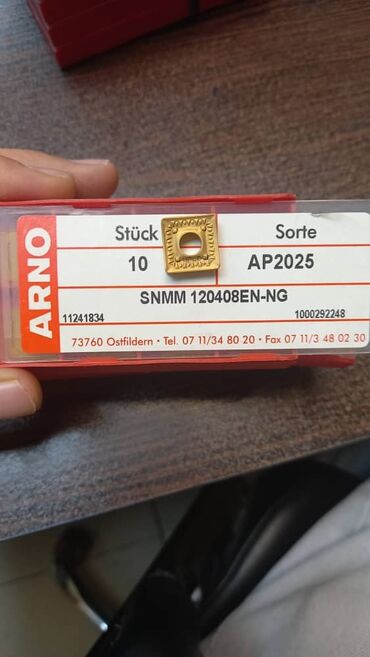 ARNO
Stück Sorte
10 AP2025
SNMM 120408EN-NG
11241834 1000292248
73760 Ostfildern • Tel. 07 11/34 80 20 • Fax 07 11/3 48 02 30